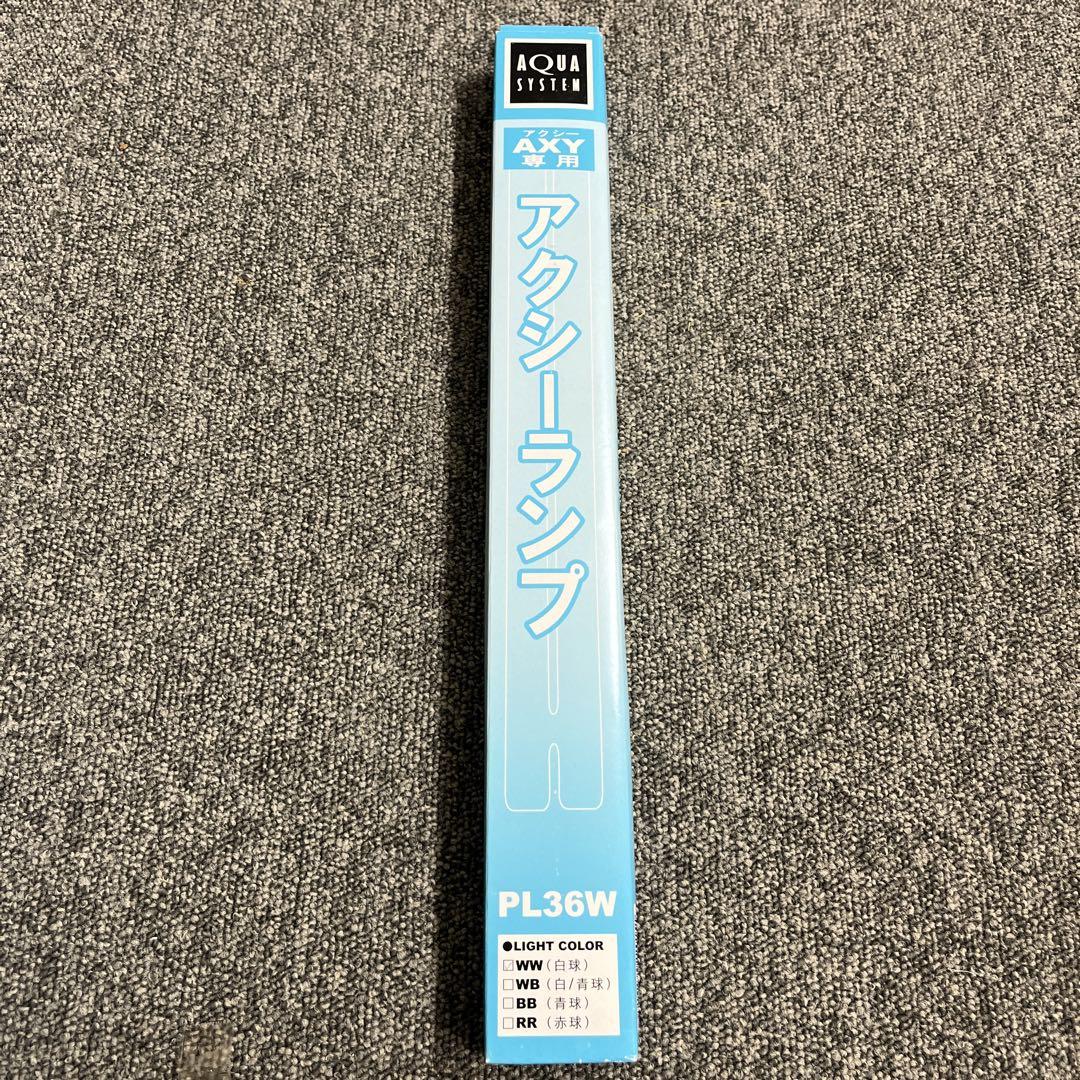 AQUA
SYSTEM
アクシー
AXY
専用
アクシーランプ
PL36W
●LIGHT COLOR
☑WW(白球)
□WB(白/青球)
□BB(青球)
□RR(赤球)